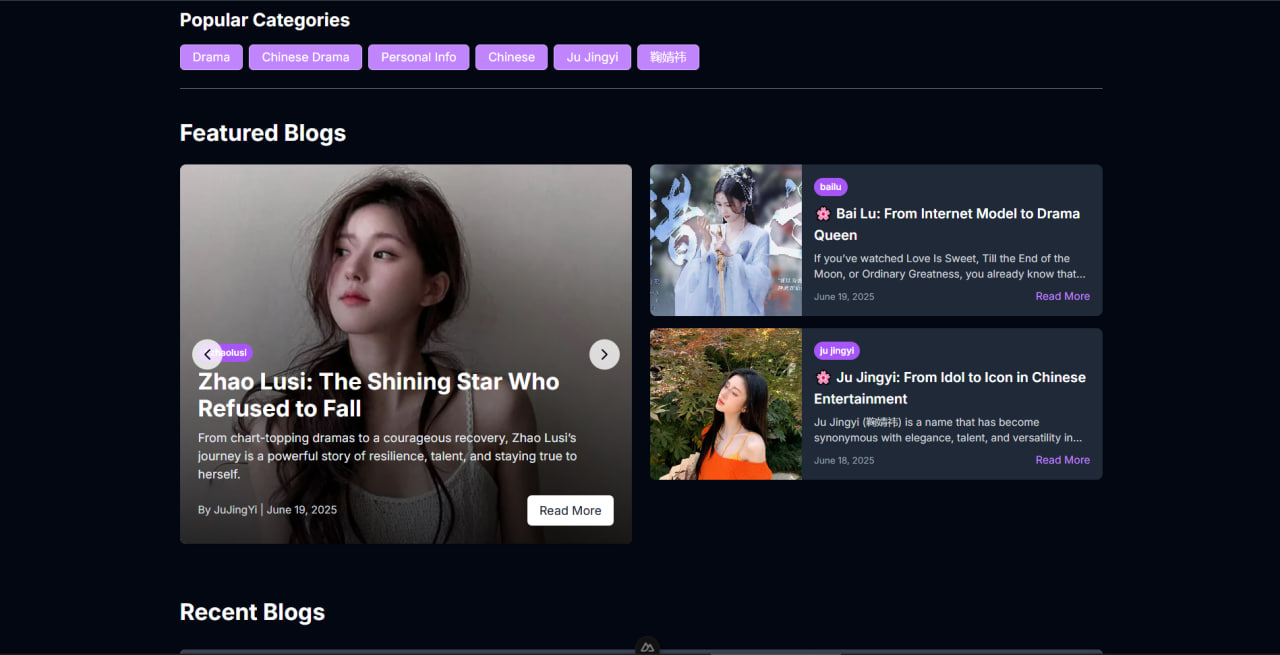 Popular Categories
Drama
Chinese Drama
Personal Info
Chinese
Ju Jingyi
鞠婧祎
Featured Blogs
zhaolusi
Zhao Lusi: The Shining Star Who
Refused to Fall
From chart-topping dramas to a courageous recovery, Zhao Lusi's
journey is a powerful story of resilience, talent, and staying true to
herself.
By JuJingYi | June 19, 2025
Read More
bailu
🌸 Bai Lu: From Internet Model to Drama
Queen
If you've watched Love Is Sweet, Till the End of the
Moon, or Ordinary Greatness, you already know that...
June 19, 2025
Read More
ju jingyi
🌸 Ju Jingyi: From Idol to Icon in Chinese
Entertainment
Ju Jingyi (鞠婧祎) is a name that has become
synonymous with elegance, talent, and versatility in...
June 18, 2025
Read More
Recent Blogs